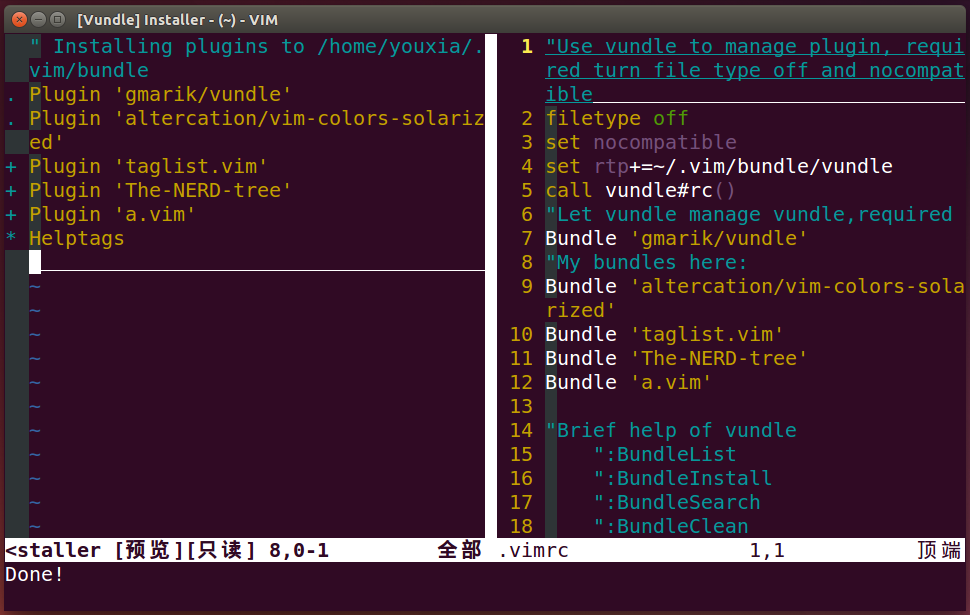 [Vundle] Installer - (~) - VIM
" Installing plugins to /home/youxia/.
vim/bundle
. Plugin 'gmarik/vundle'
. Plugin 'altercation/vim-colors-solariz
ed'
+ Plugin 'taglist.vim'
+ Plugin 'The-NERD-tree'
+ Plugin 'a.vim'
* Helptags
~
~
~
~
~
~
~
~
~
~
~
<staller [预览][只读] 8,0-1 全部
1 "Use vundle to manage plugin, requi
red turn file type off and nocompat
ible
2 filetype off
3 set nocompatible
4 set rtp+=~/.vim/bundle/vundle
5 call vundle#rc()
6 "Let vundle manage vundle,required
7 Bundle 'gmarik/vundle'
8 "My bundles here:
9 Bundle 'altercation/vim-colors-sola
rized'
10 Bundle 'taglist.vim'
11 Bundle 'The-NERD-tree'
12 Bundle 'a.vim'
13
14 "Brief help of vundle
15 ":BundleList
16 ":BundleInstall
17 ":BundleSearch
18 ":BundleClean
.vimrc 1,1 顶端
Done!